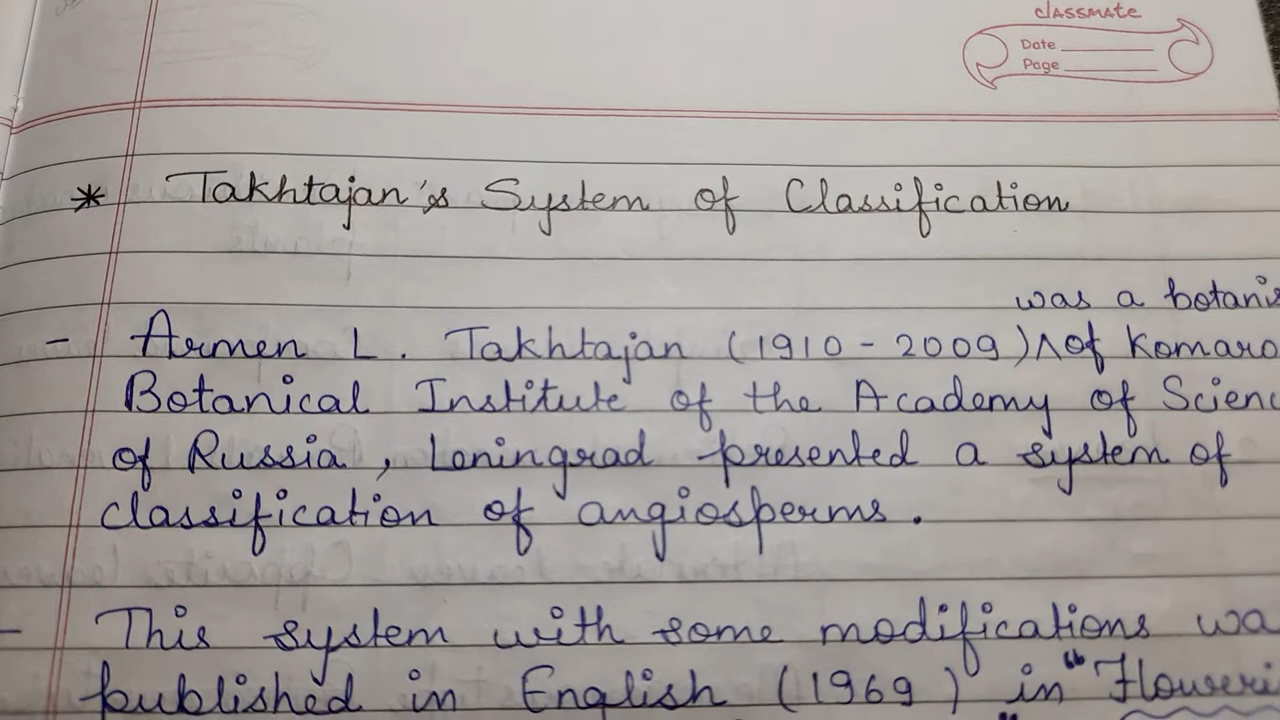 classmate
Date
Page
* Takhtajan's System of Classification
was a botanis
- Armen L. Takhtajan (1910 - 2009) ∧ of Komaro
Botanical Institute of the Academy of Scienc
of Russia, Leningrad presented a system of
classification of angiosperms.
- This system with some modifications wa
published in English (1969) in "Floweri